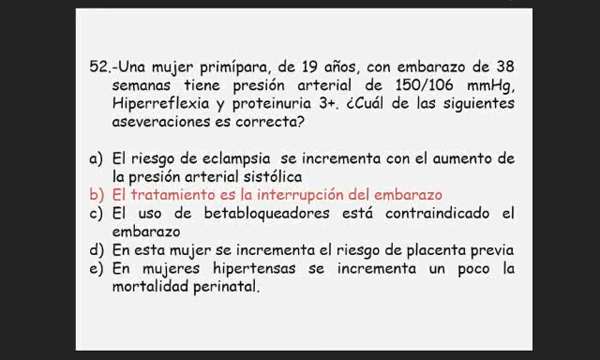 52.-Una mujer primípara, de 19 años, con embarazo de 38
semanas tiene presión arterial de 150/106 mmHg,
Hiperreflexia y proteinuria 3+. ¿Cuál de las siguientes
aseveraciones es correcta?
a) El riesgo de eclampsia se incrementa con el aumento de
la presión arterial sistólica
b) El tratamiento es la interrupción del embarazo
c) El uso de betabloqueadores está contraindicado el
embarazo
d) En esta mujer se incrementa el riesgo de placenta previa
e) En mujeres hipertensas se incrementa un poco la
mortalidad perinatal.